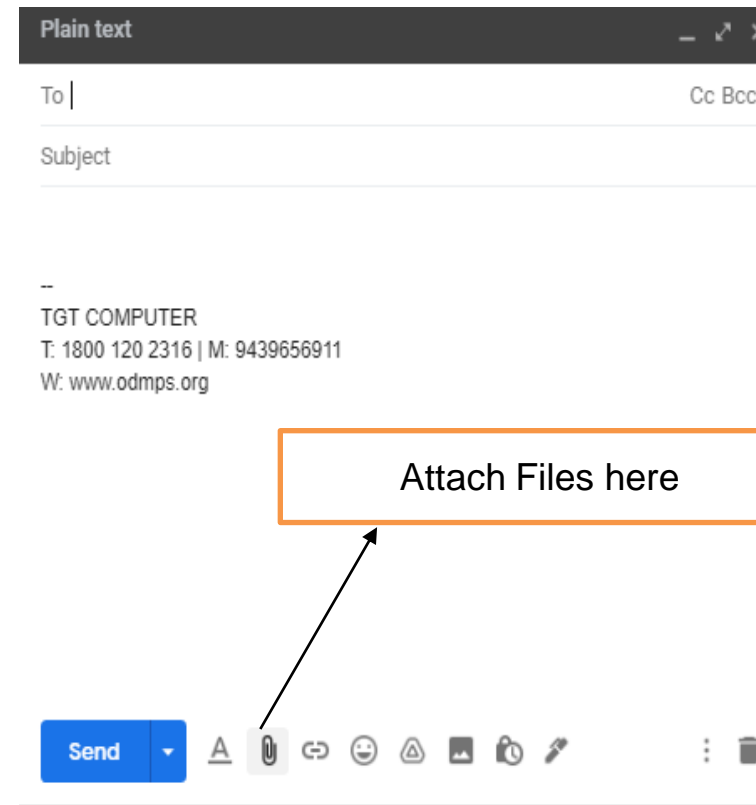 Plain text
To Cc Bcc
Subject
--
TGT COMPUTER
T: 1800 120 2316 | M: 9439656911
W: www.odmps.org
Attach Files here
Send A